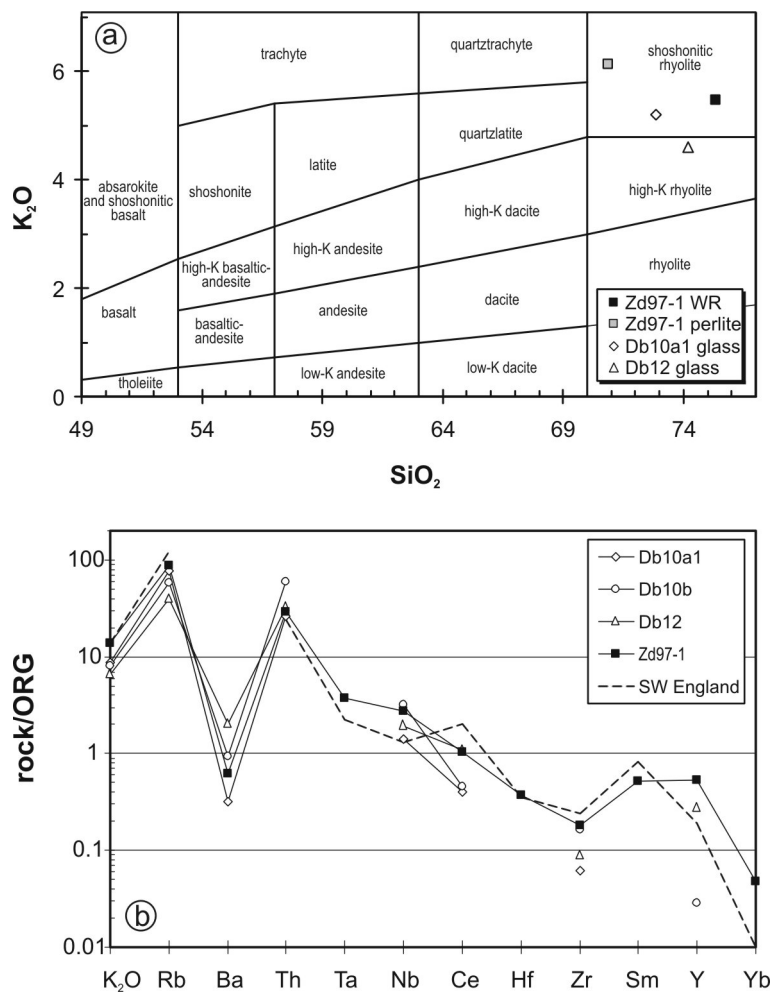 a
trachyte
quartztrachyte
shoshonitic
rhyolite
6
quartzlatite
latite
4
absarokite
and shoshonitic
basalt
shoshonite
high-K rhyolite
high-K dacite
K₂O
high-K andesite
high-K basaltic-
andesite
rhyolite
2
basalt
andesite
dacite
basaltic-
andesite
Zd97-1 WR
Zd97-1 perlite
Db10a1 glass
Db12 glass
tholeiite
low-K andesite
low-K dacite
0
49 54 59 64 69 74
SiO₂
100
10
1
0.1
0.01
rock/ORG
Db10a1
Db10b
Db12
Zd97-1
SW England
b
K₂O Rb Ba Th Ta Nb Ce Hf Zr Sm Y Yb